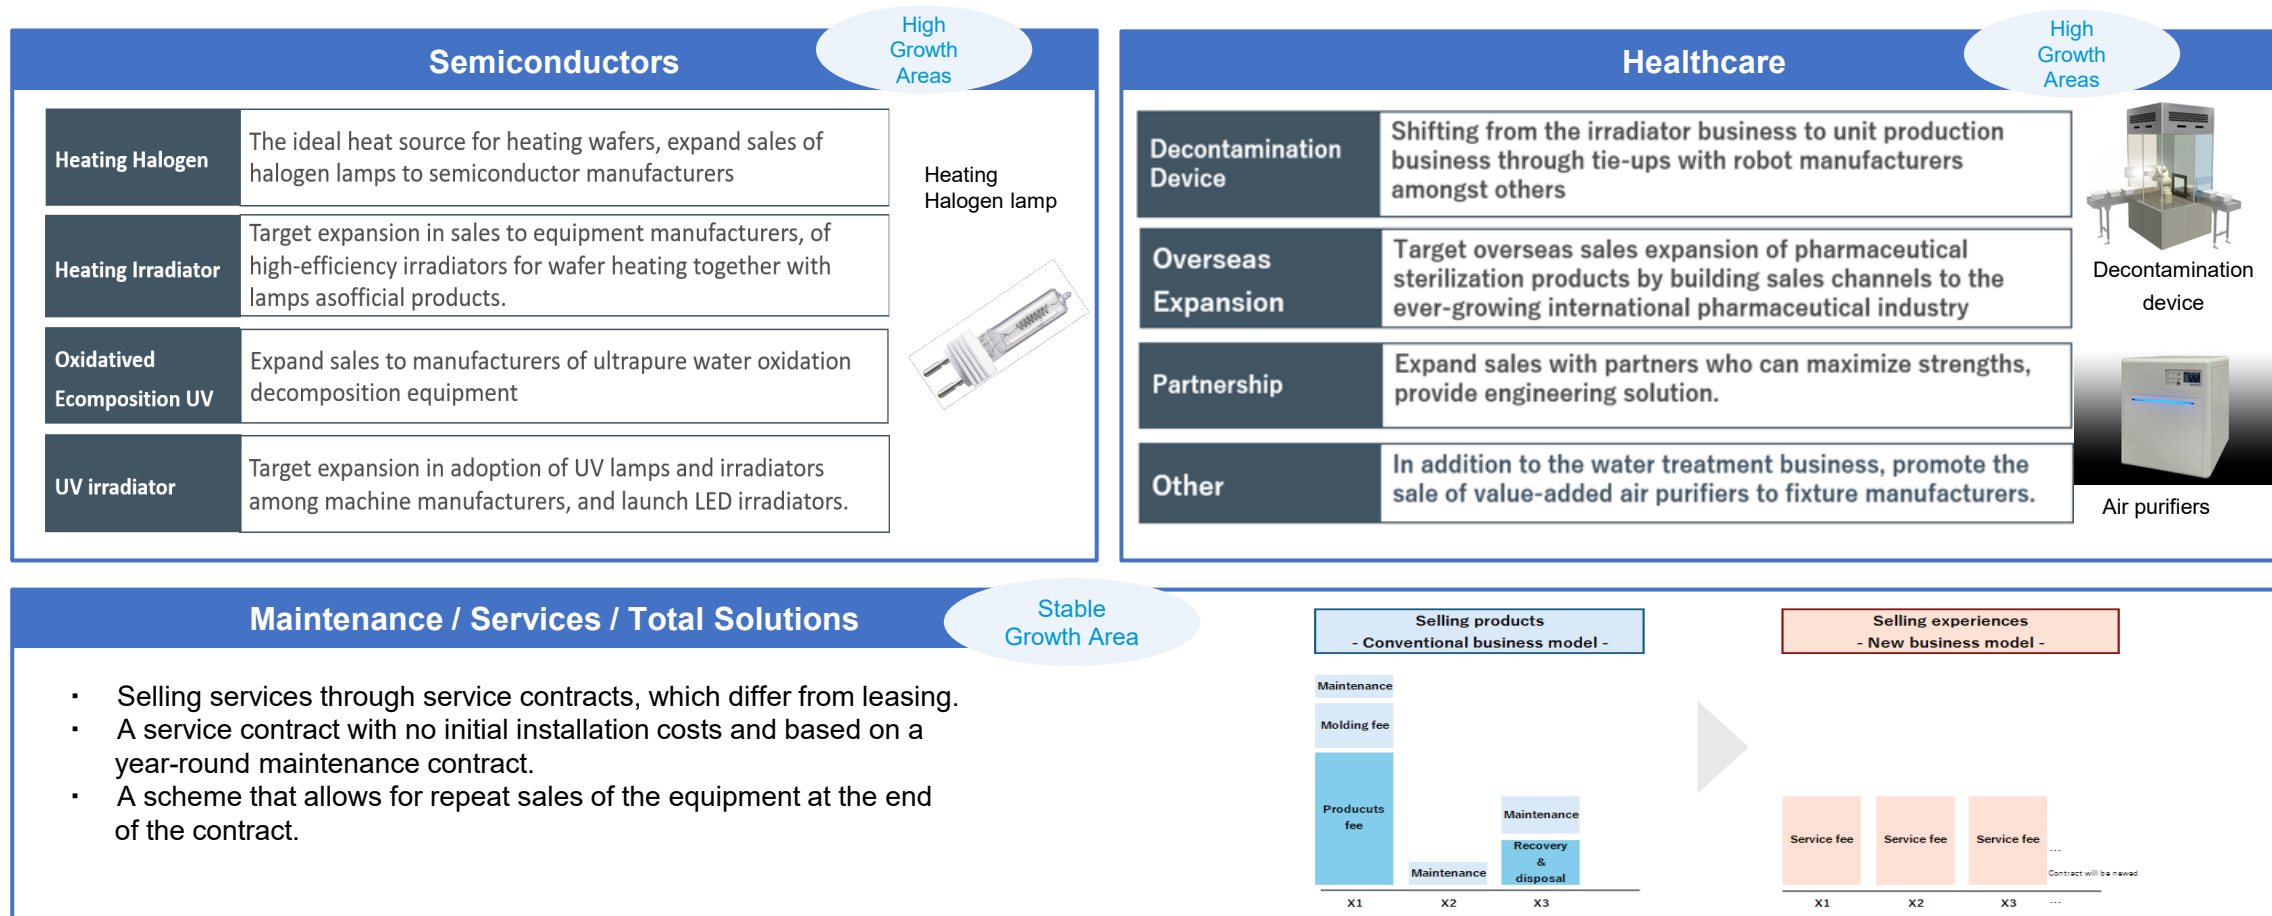 Semiconductors
High
Growth
Areas
Heating Halogen
The ideal heat source for heating wafers, expand sales of
halogen lamps to semiconductor manufacturers
Heating Irradiator
Target expansion in sales to equipment manufacturers, of
high-efficiency irradiators for wafer heating together with
lamps asofficial products.
Oxidatived
Ecomposition UV
Expand sales to manufacturers of ultrapure water oxidation
decomposition equipment
UV irradiator
Target expansion in adoption of UV lamps and irradiators
among machine manufacturers, and launch LED irradiators.
Heating
Halogen lamp
Healthcare
High
Growth
Areas
Decontamination
Device
Shifting from the irradiator business to unit production
business through tie-ups with robot manufacturers
amongst others
Overseas
Expansion
Target overseas sales expansion of pharmaceutical
sterilization products by building sales channels to the
ever-growing international pharmaceutical industry
Partnership
Expand sales with partners who can maximize strengths,
provide engineering solution.
Other
In addition to the water treatment business, promote the
sale of value-added air purifiers to fixture manufacturers.
Decontamination
device
Air purifiers
Maintenance / Services / Total Solutions
Stable
Growth Area
・ Selling services through service contracts, which differ from leasing.
・ A service contract with no initial installation costs and based on a
year-round maintenance contract.
・ A scheme that allows for repeat sales of the equipment at the end
of the contract.
Selling products
- Conventional business model -
Maintenance
Molding fee
Producuts
fee
Maintenance
Maintenance
Recovery
&
disposal
X1 X2 X3
Selling experiences
- New business model -
Service fee Service fee Service fee
...
Contract will be newed
X1 X2 X3 ...